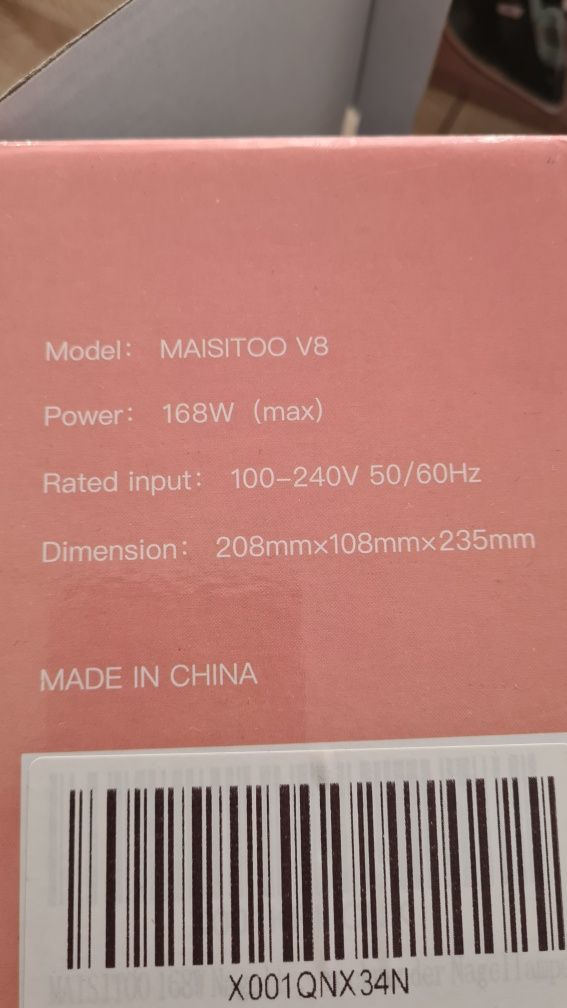 Model: MAISITOO V8
Power: 168W (max)
Rated input: 100-240V 50/60Hz
Dimension: 208mm×108mm×235mm
MADE IN CHINA
X001QNX34N